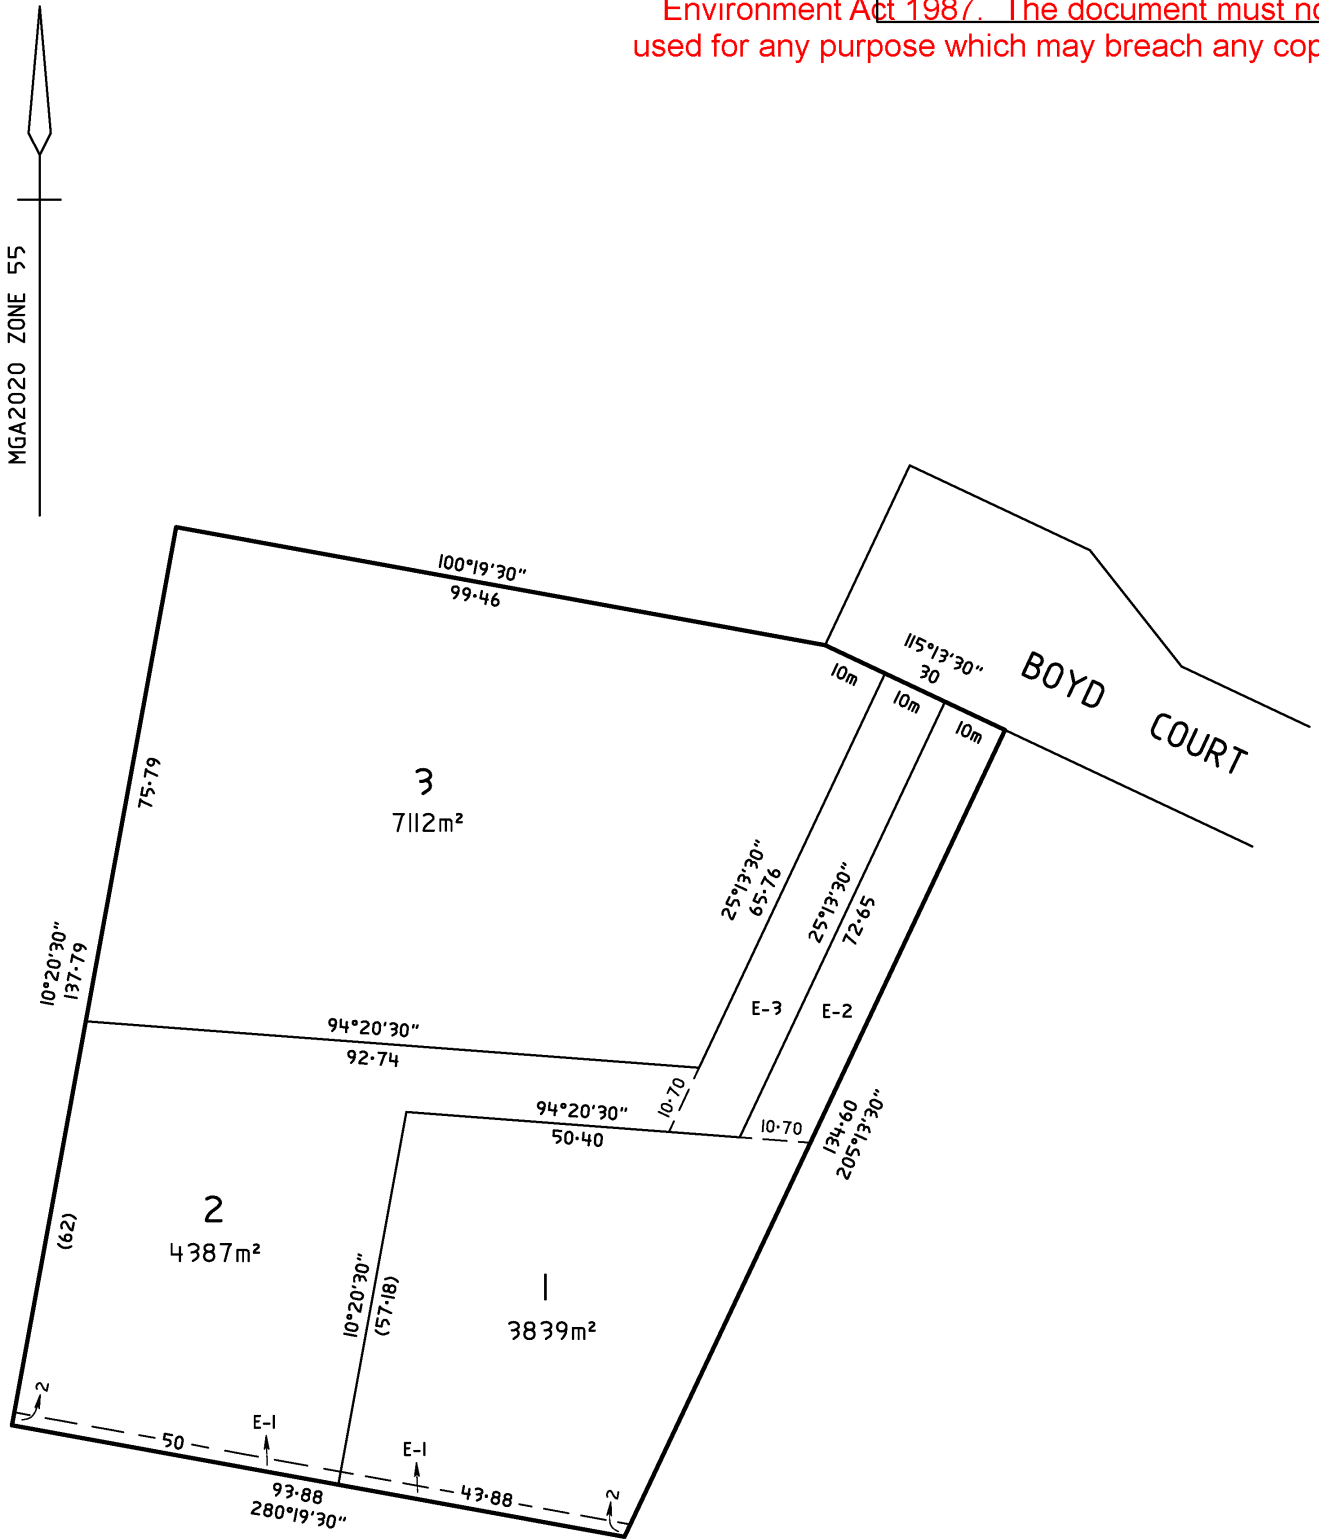 Environment Act 1987. The document must no
used for any purpose which may breach any cop
MGA2020 ZONE 55
100°19'30"
99·46
115°13'30"
30
10m
10m
10m
BOYD COURT
75·79
3
7112m²
25°13'30"
65·76
25°13'30"
72·65
10°20'30"
137·79
E-3
E-2
94°20'30"
92·74
10·70
94°20'30"
50·40
10·70
134·60
205°13'30"
2
4387m²
(62)
10°20'30"
(57·18)
1
3839m²
2
E-1
50
E-1
43·88
2
93·88
280°19'30"